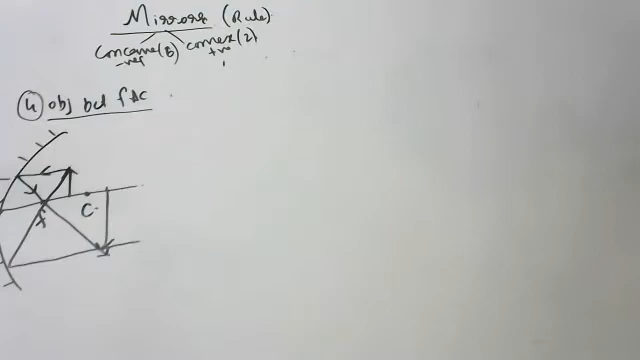 Mirrors (Rule)
concave(6) convex(2)
-ve +ve
4 obj bet f &c
f C